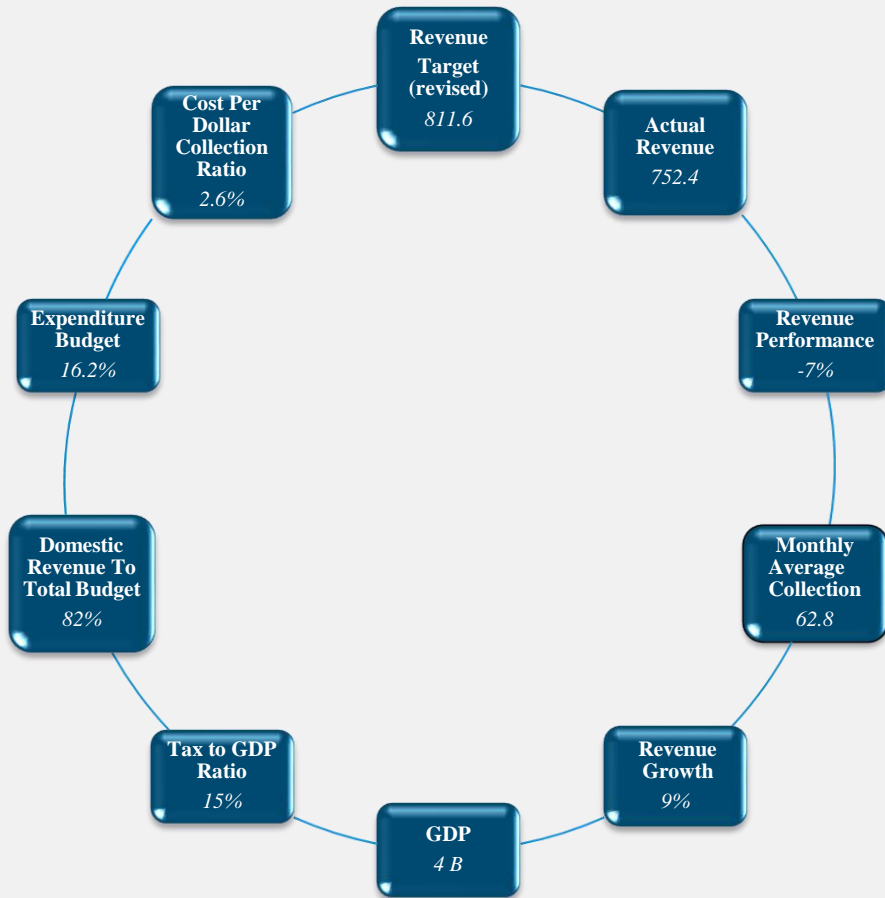 Revenue
Target
(revised)
811.6
Actual
Revenue
752.4
Revenue
Performance
-7%
Monthly
Average
Collection
62.8
Revenue
Growth
9%
GDP
4 B
Tax to GDP
Ratio
15%
Domestic
Revenue To
Total Budget
82%
Expenditure
Budget
16.2%
Cost Per
Dollar
Collection
Ratio
2.6%